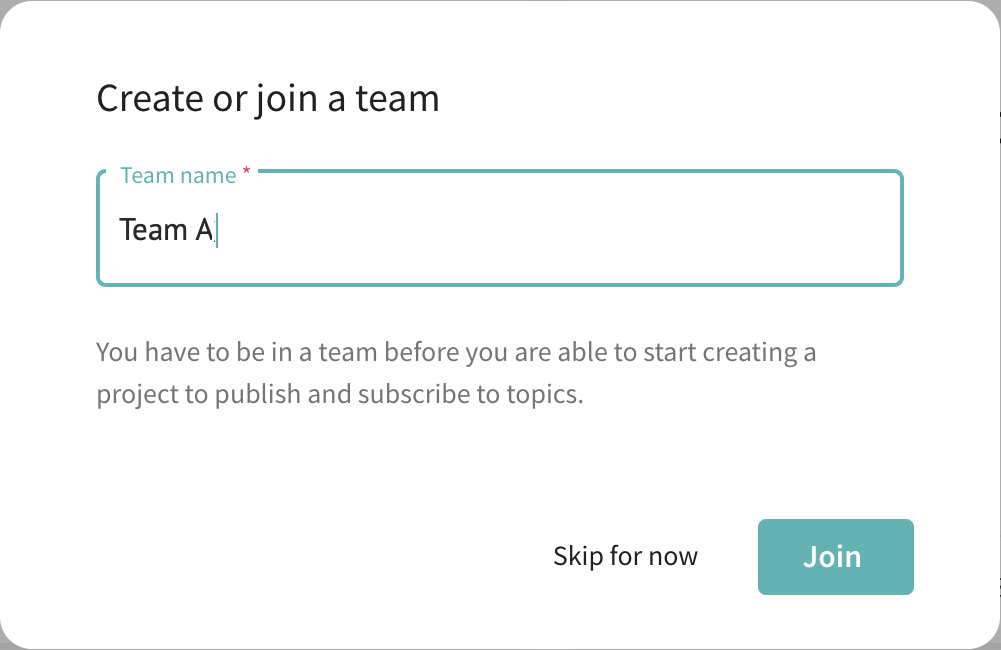 Create or join a team
Team name *
Team A
You have to be in a team before you are able to start creating a
project to publish and subscribe to topics.
Skip for now
Join